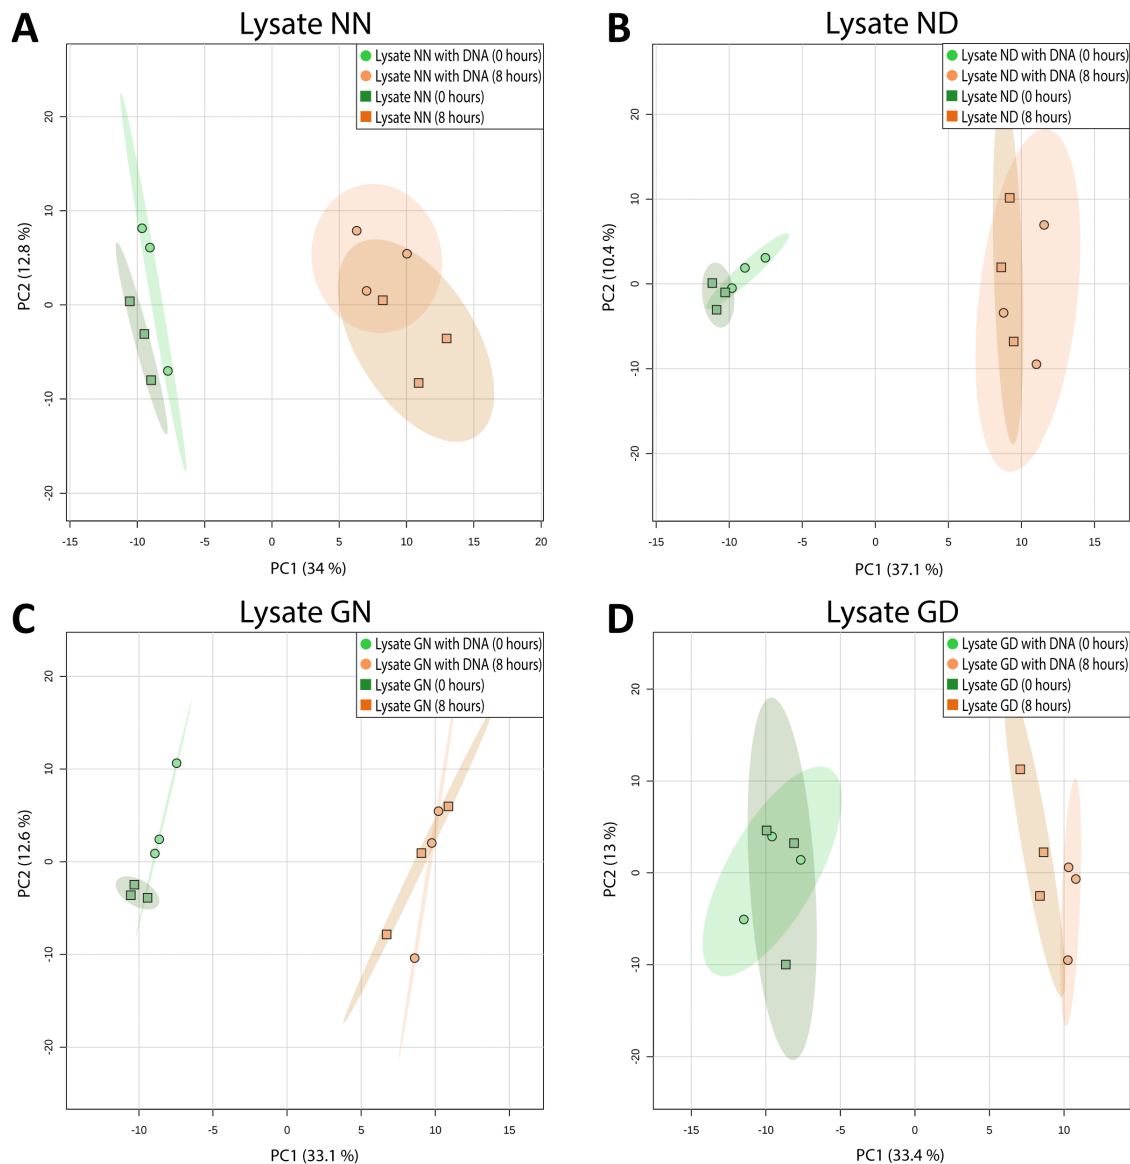 A
Lysate NN
Lysate NN with DNA (0 hours)
Lysate NN with DNA (8 hours)
Lysate NN (0 hours)
Lysate NN (8 hours)
20
10
0
-10
-20
PC2 (12.8 %)
-15 -10 -5 0 5 10 15 20
PC1 (34 %)
B
Lysate ND
Lysate ND with DNA (0 hours)
Lysate ND with DNA (8 hours)
Lysate ND (0 hours)
Lysate ND (8 hours)
20
10
0
-10
-20
PC2 (10.4 %)
-15 -10 -5 0 5 10 15
PC1 (37.1 %)
C
Lysate GN
Lysate GN with DNA (0 hours)
Lysate GN with DNA (8 hours)
Lysate GN (0 hours)
Lysate GN (8 hours)
20
10
0
-10
-20
PC2 (12.6 %)
-10 -5 0 5 10 15
PC1 (33.1 %)
D
Lysate GD
Lysate GD with DNA (0 hours)
Lysate GD with DNA (8 hours)
Lysate GD (0 hours)
Lysate GD (8 hours)
20
10
0
-10
-20
PC2 (13 %)
-15 -10 -5 0 5 10
PC1 (33.4 %)